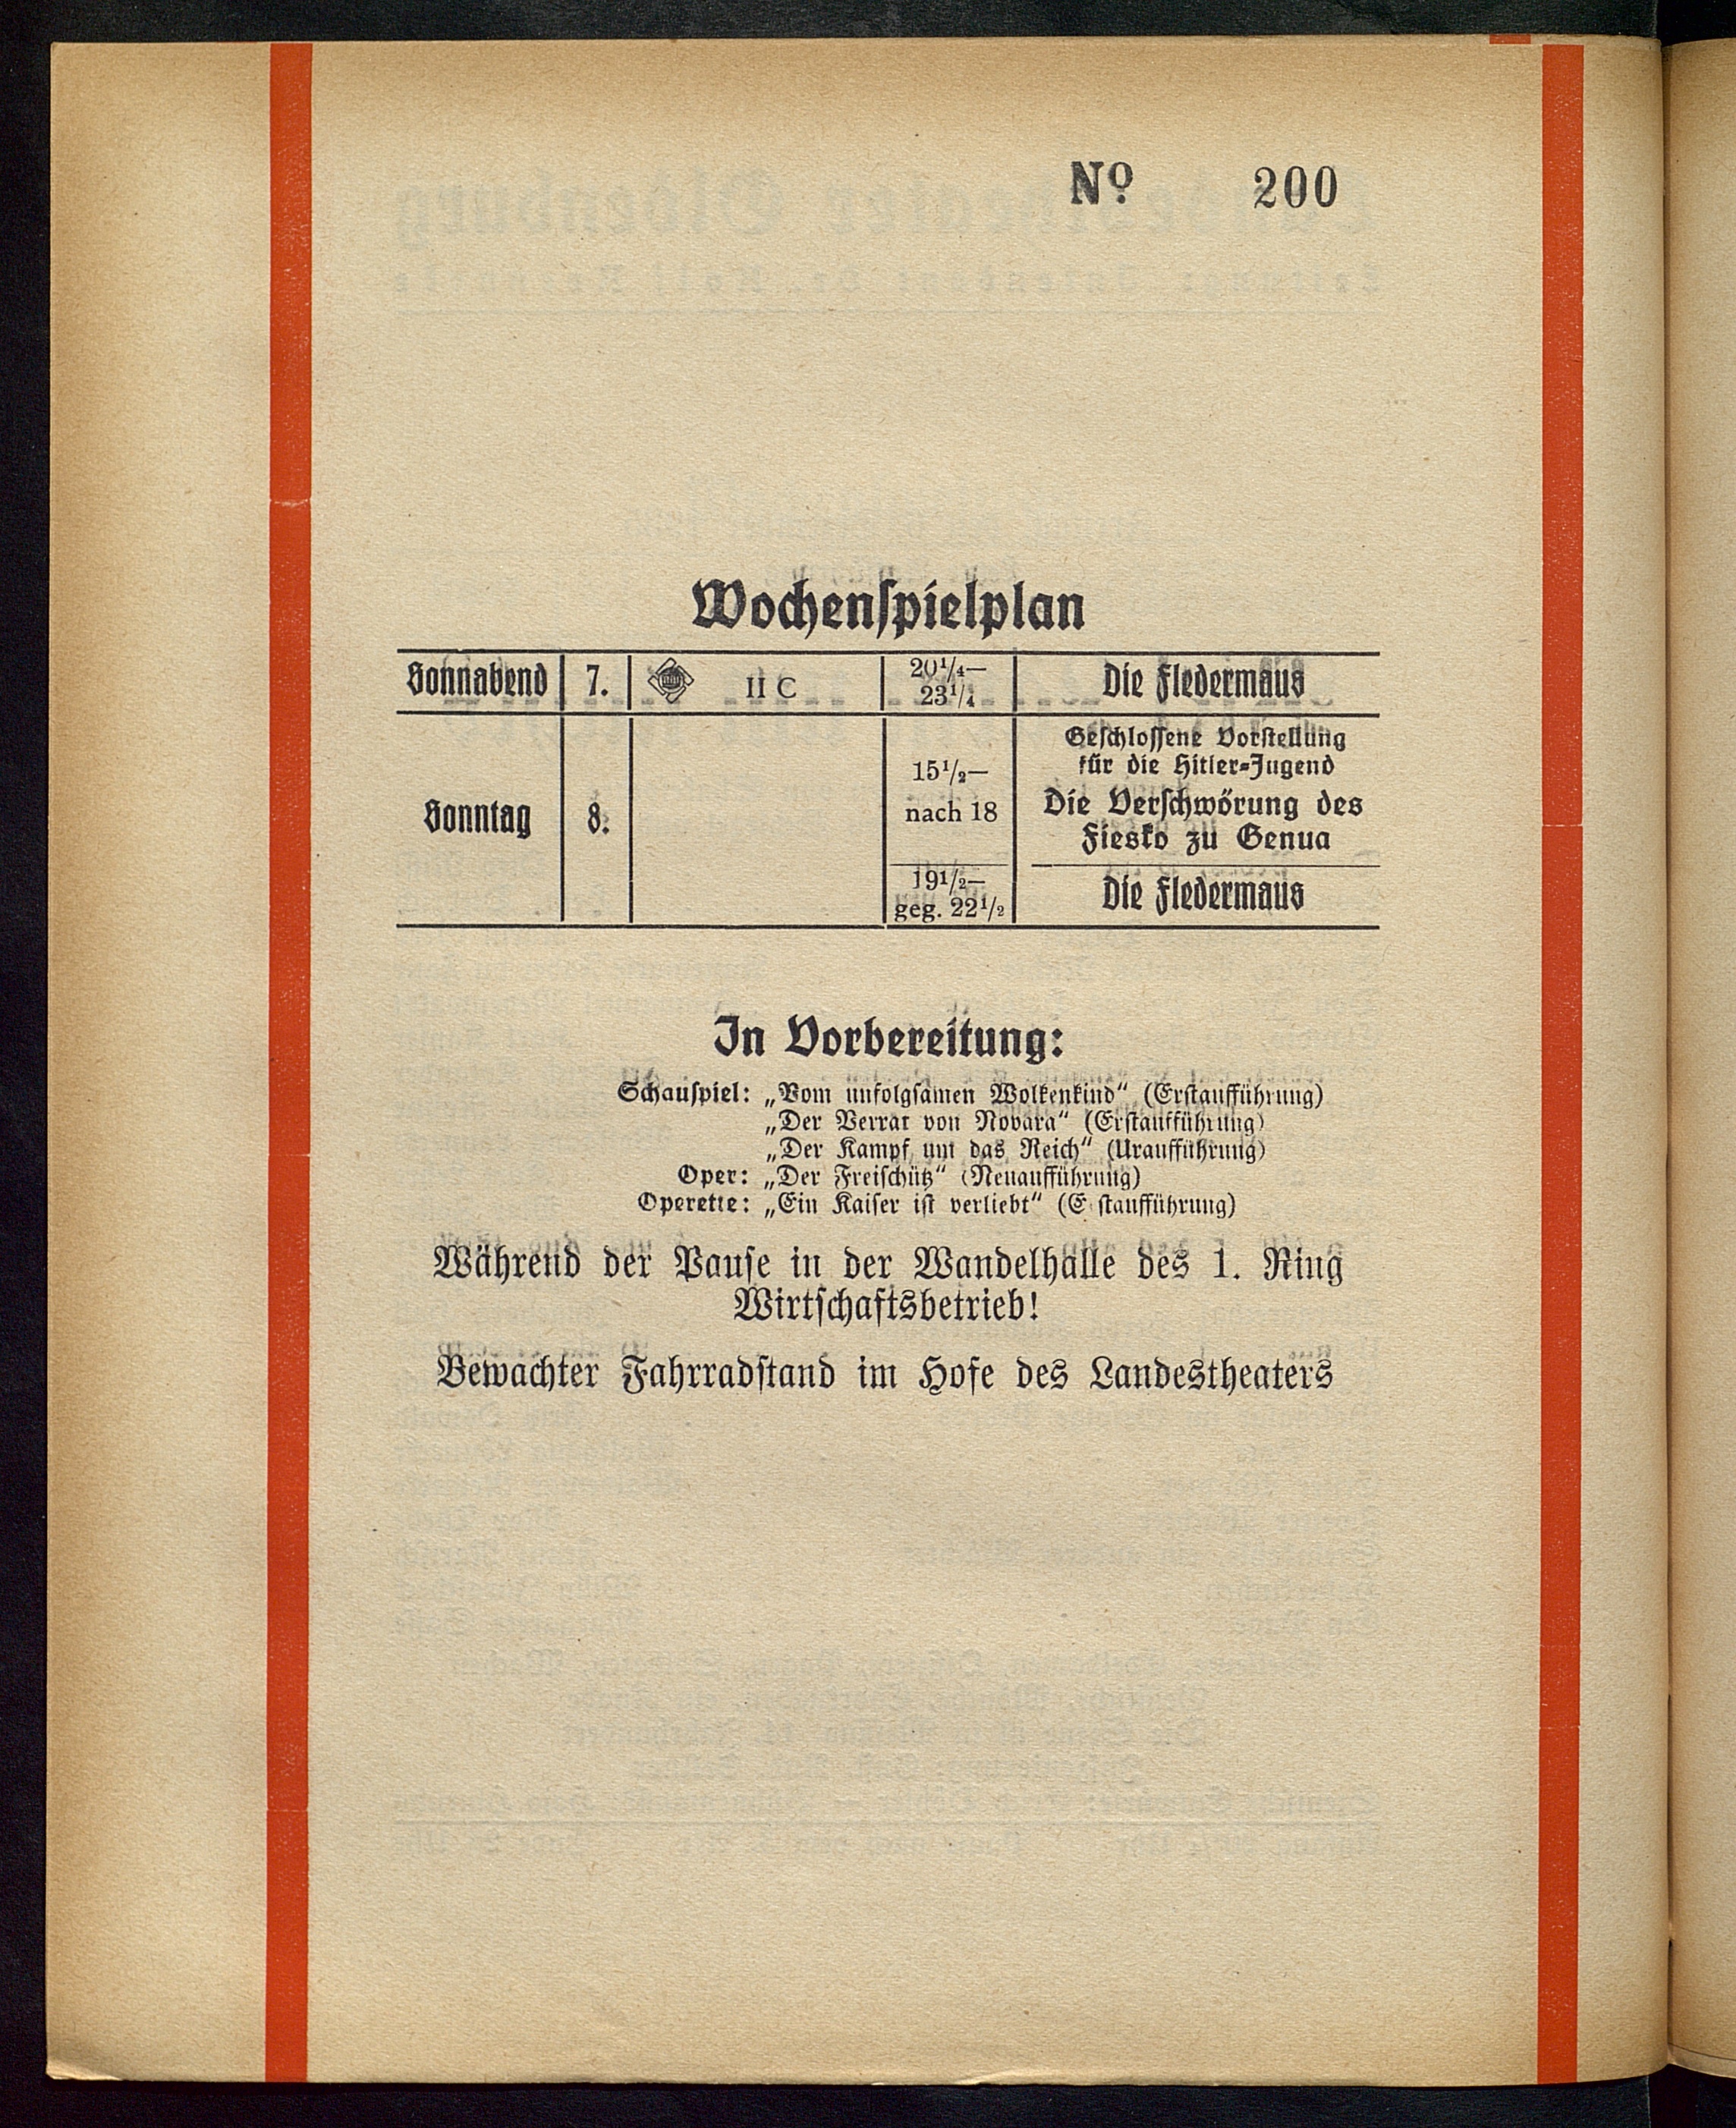 Nº 200
Wochenspielplan
Sonnabend 7. II C 20¼— 23¼ Die Fledermaus
Sonntag 8. 15½— nach 18 Geschlossene Vorstellung
für die Hitler-Jugend
Die Verschwörung des
Fiesko zu Genua
19½— geg. 22½ Die Fledermaus
In Vorbereitung:
Schauspiel: „Vom unfolgsamen Wolkenkind“ (Erstaufführung)
„Der Verrat von Novara“ (Erstaufführung)
„Der Kampf um das Reich“ (Uraufführung)
Oper: „Der Freischütz“ (Neuaufführung)
Operette: „Ein Kaiser ist verliebt“ (E staufführung)
Während der Pause in der Wandelhalle des 1. Ring
Wirtschaftsbetrieb!
Bewachter Fahrradstand im Hofe des Landestheaters